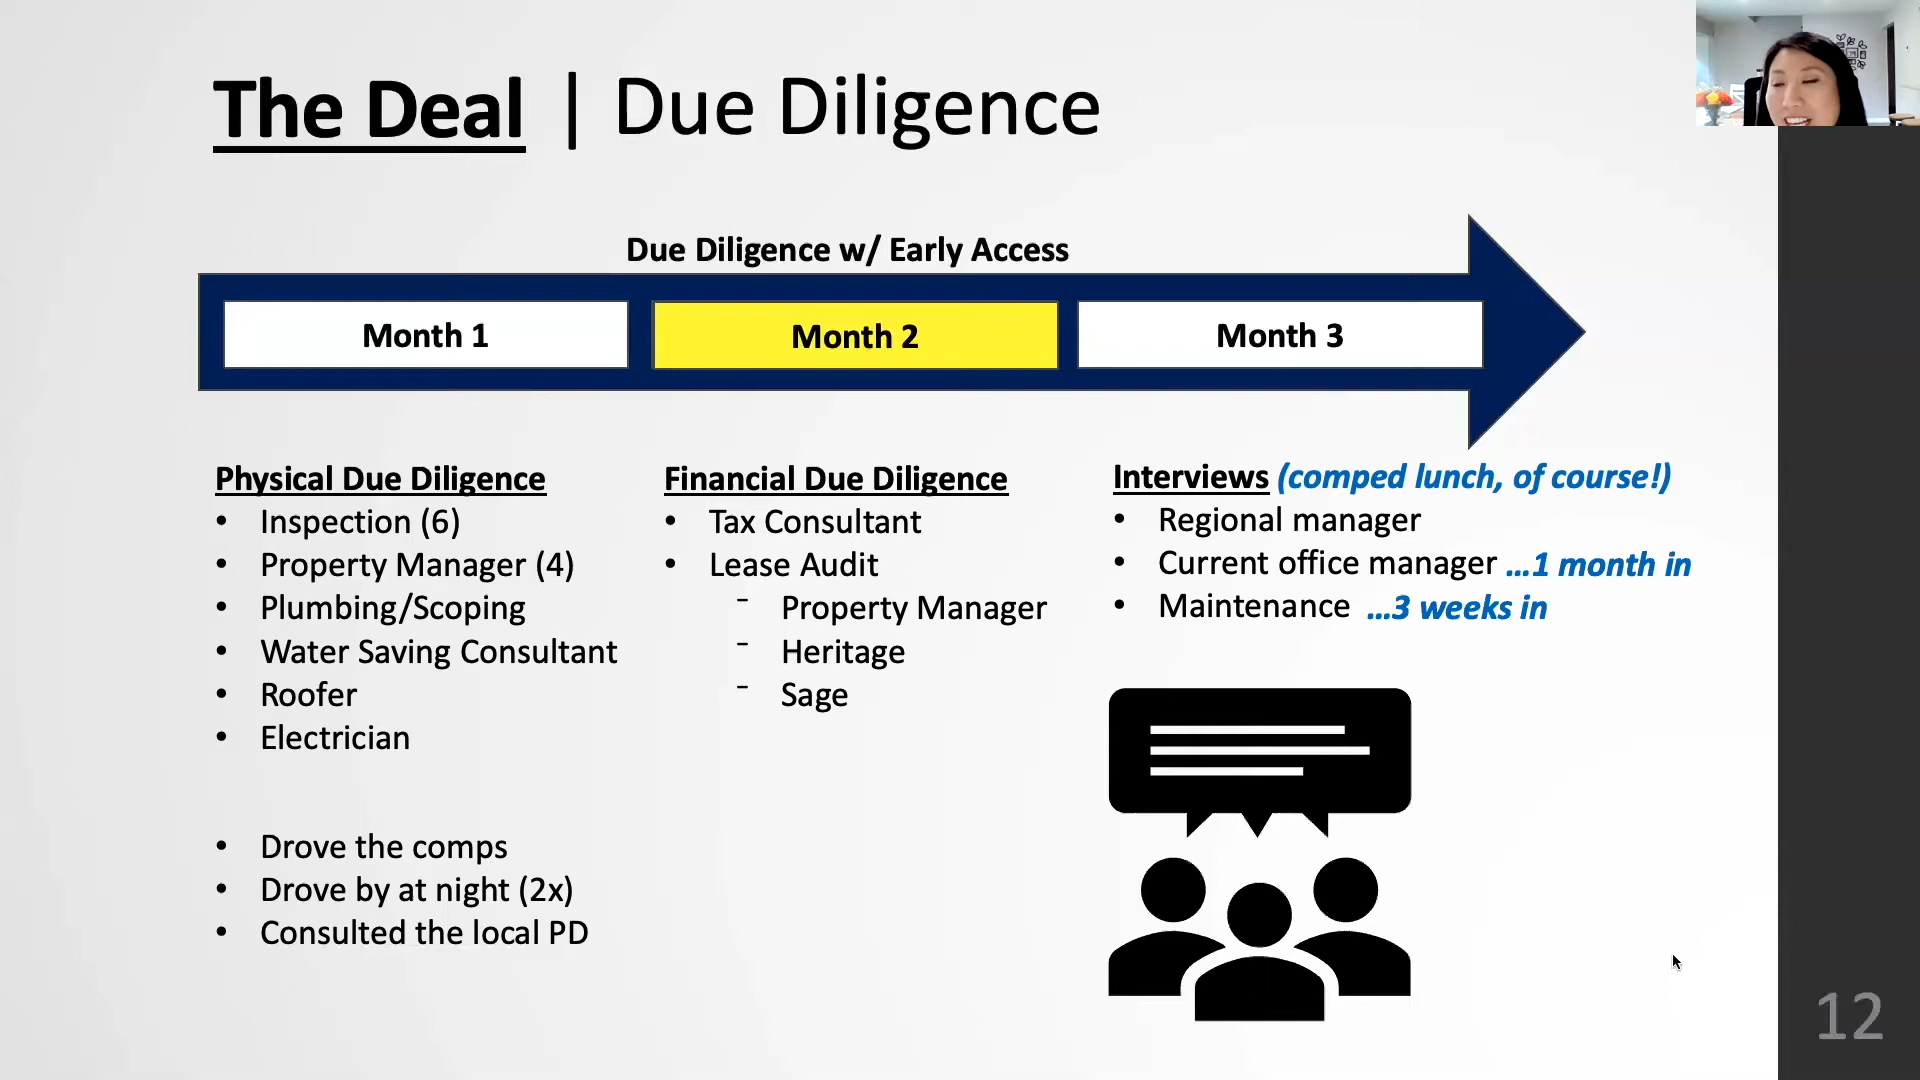 The Deal | Due Diligence
Due Diligence w/ Early Access
Month 1
Month 2
Month 3
Physical Due Diligence
• Inspection (6)
• Property Manager (4)
• Plumbing/Scoping
• Water Saving Consultant
• Roofer
• Electrician
• Drove the comps
• Drove by at night (2x)
• Consulted the local PD
Financial Due Diligence
• Tax Consultant
• Lease Audit
- Property Manager
- Heritage
- Sage
Interviews (comped lunch, of course!)
• Regional manager
• Current office manager ...1 month in
• Maintenance ...3 weeks in
12